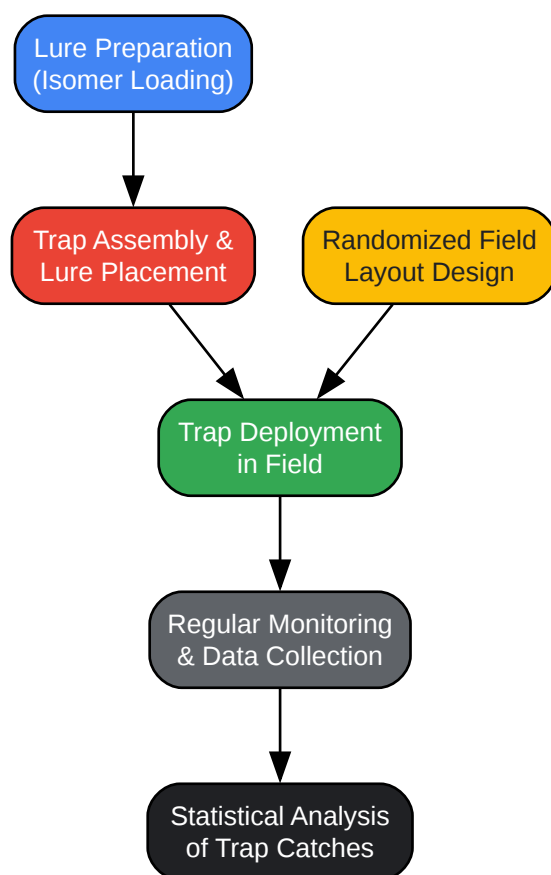 Lure Preparation
(Isomer Loading)
Trap Assembly &
Lure Placement
Randomized Field
Layout Design
Trap Deployment
in Field
Regular Monitoring
& Data Collection
Statistical Analysis
of Trap Catches